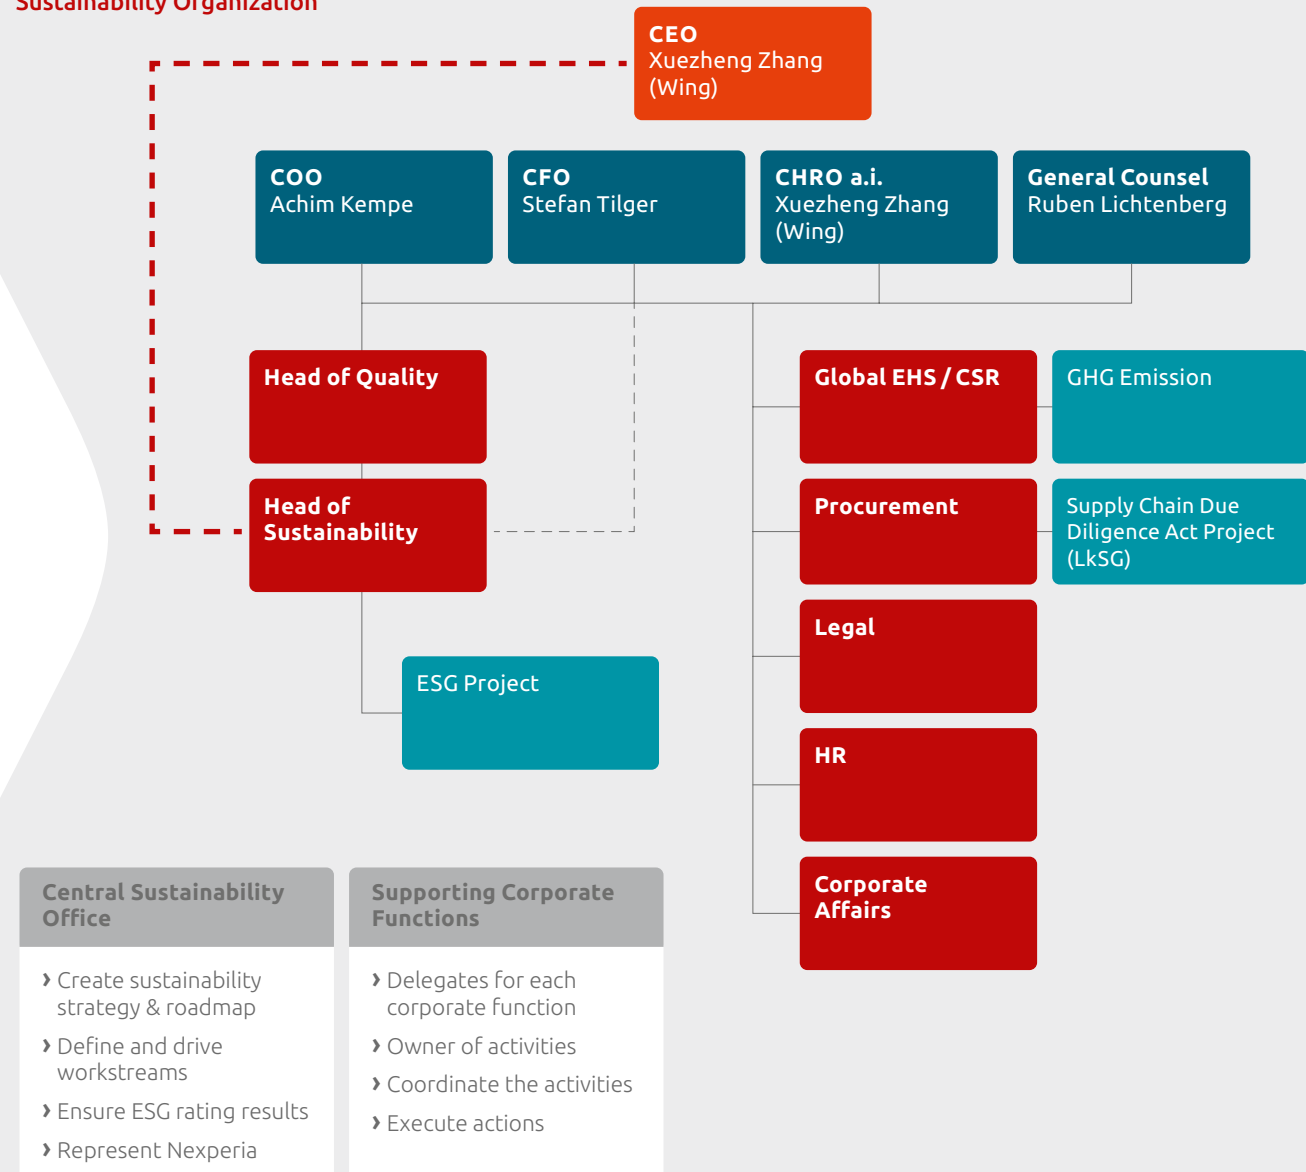 Sustainability Organization
CEO
Xuezheng Zhang
(Wing)
COO
Achim Kempe
CFO
Stefan Tilger
CHRO a.i.
Xuezheng Zhang
(Wing)
General Counsel
Ruben Lichtenberg
Head of Quality
Global EHS / CSR
GHG Emission
Head of
Sustainability
Procurement
Supply Chain Due
Diligence Act Project
(LkSG)
Legal
ESG Project
HR
Corporate
Affairs
Central Sustainability
Office
› Create sustainability
strategy & roadmap
› Define and drive
workstreams
› Ensure ESG rating results
› Represent Nexperia
Supporting Corporate
Functions
› Delegates for each
corporate function
› Owner of activities
› Coordinate the activities
› Execute actions